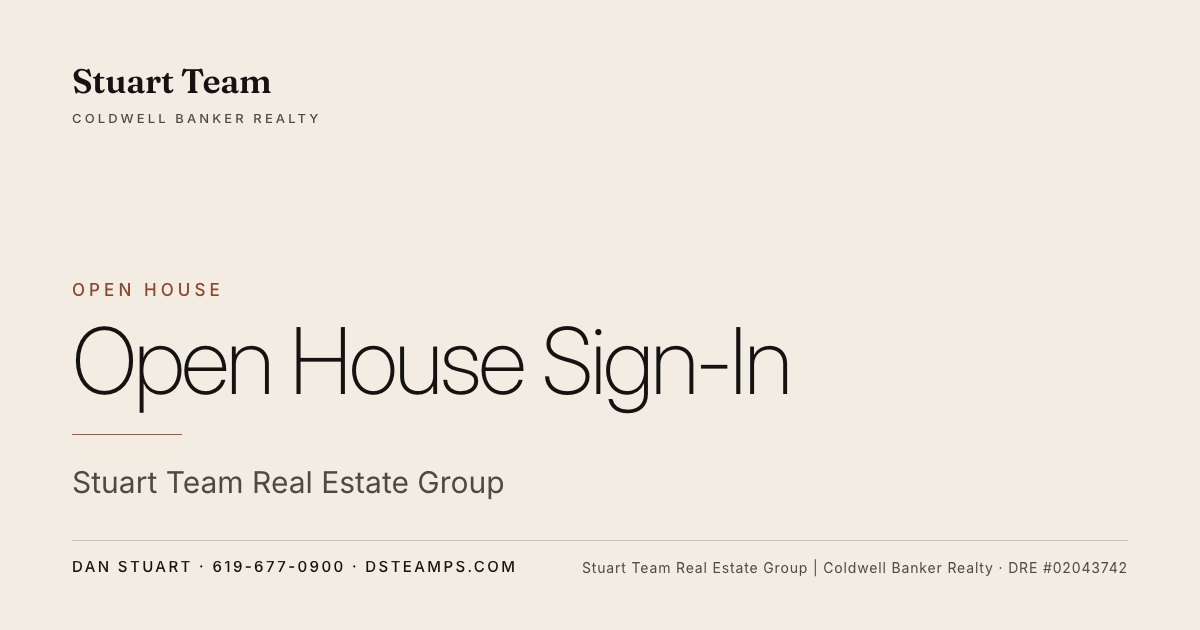 Stuart Team
COLDWELL BANKER REALTY
OPEN HOUSE
Open House Sign-In
Stuart Team Real Estate Group
DAN STUART · 619-677-0900 · DSTEAMPS.COM
Stuart Team Real Estate Group | Coldwell Banker Realty · DRE #02043742